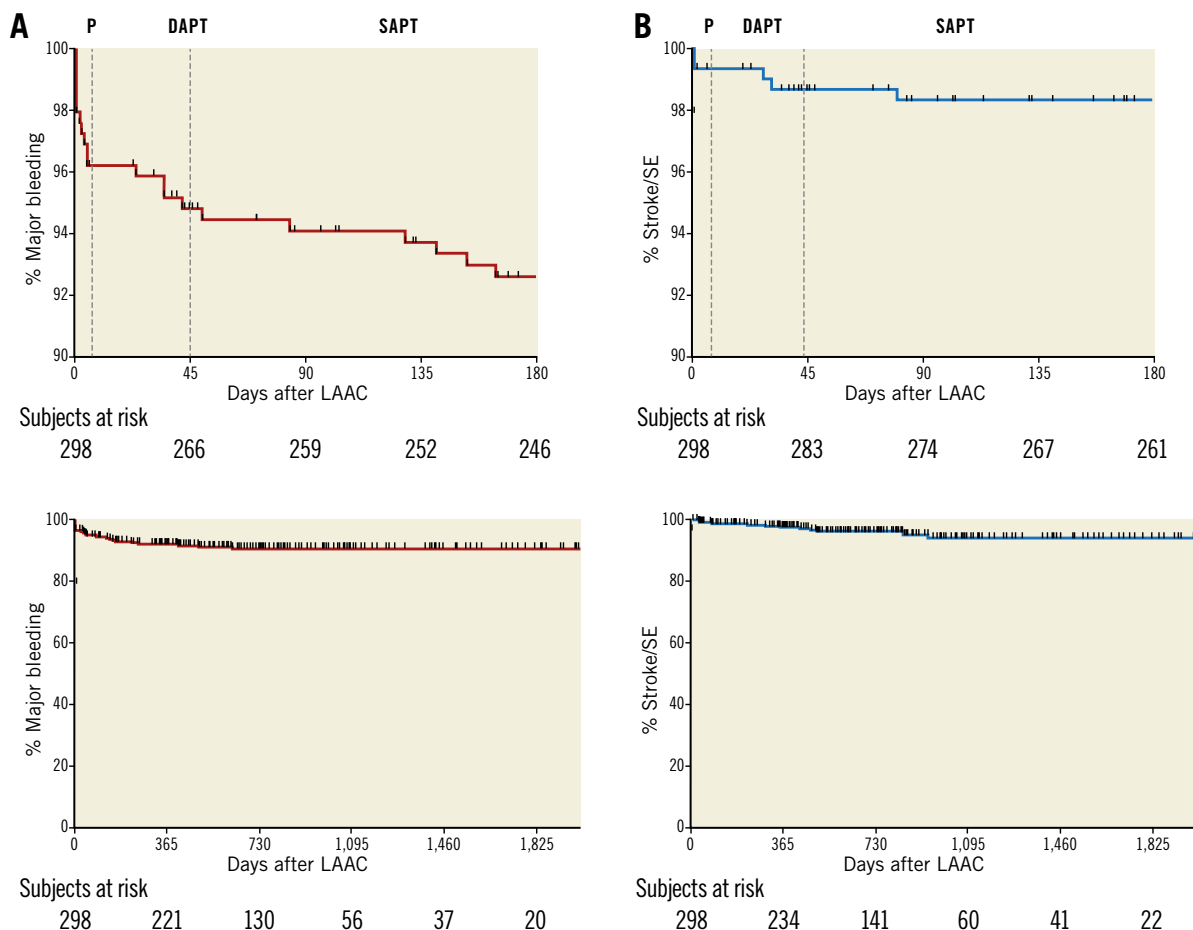 A
P DAPT SAPT
100
98
96
94
92
90
% Major bleeding
0 45 90 135 180
Days after LAAC
Subjects at risk
298 266 259 252 246
B
P DAPT SAPT
100
98
96
94
92
90
% Stroke/SE
0 45 90 135 180
Days after LAAC
Subjects at risk
298 283 274 267 261
100
80
60
40
20
0
% Major bleeding
0 365 730 1,095 1,460 1,825
Days after LAAC
Subjects at risk
298 221 130 56 37 20
100
80
60
40
20
0
% Stroke/SE
0 365 730 1,095 1,460 1,825
Days after LAAC
Subjects at risk
298 234 141 60 41 22